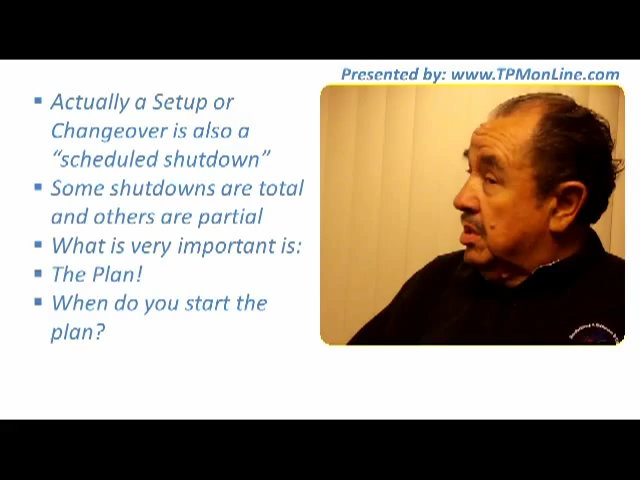 Presented by: www.TPMonLine.com
▪ Actually a Setup or
Changeover is also a
“scheduled shutdown”
▪ Some shutdowns are total
and others are partial
▪ What is very important is:
▪ The Plan!
▪ When do you start the
plan?